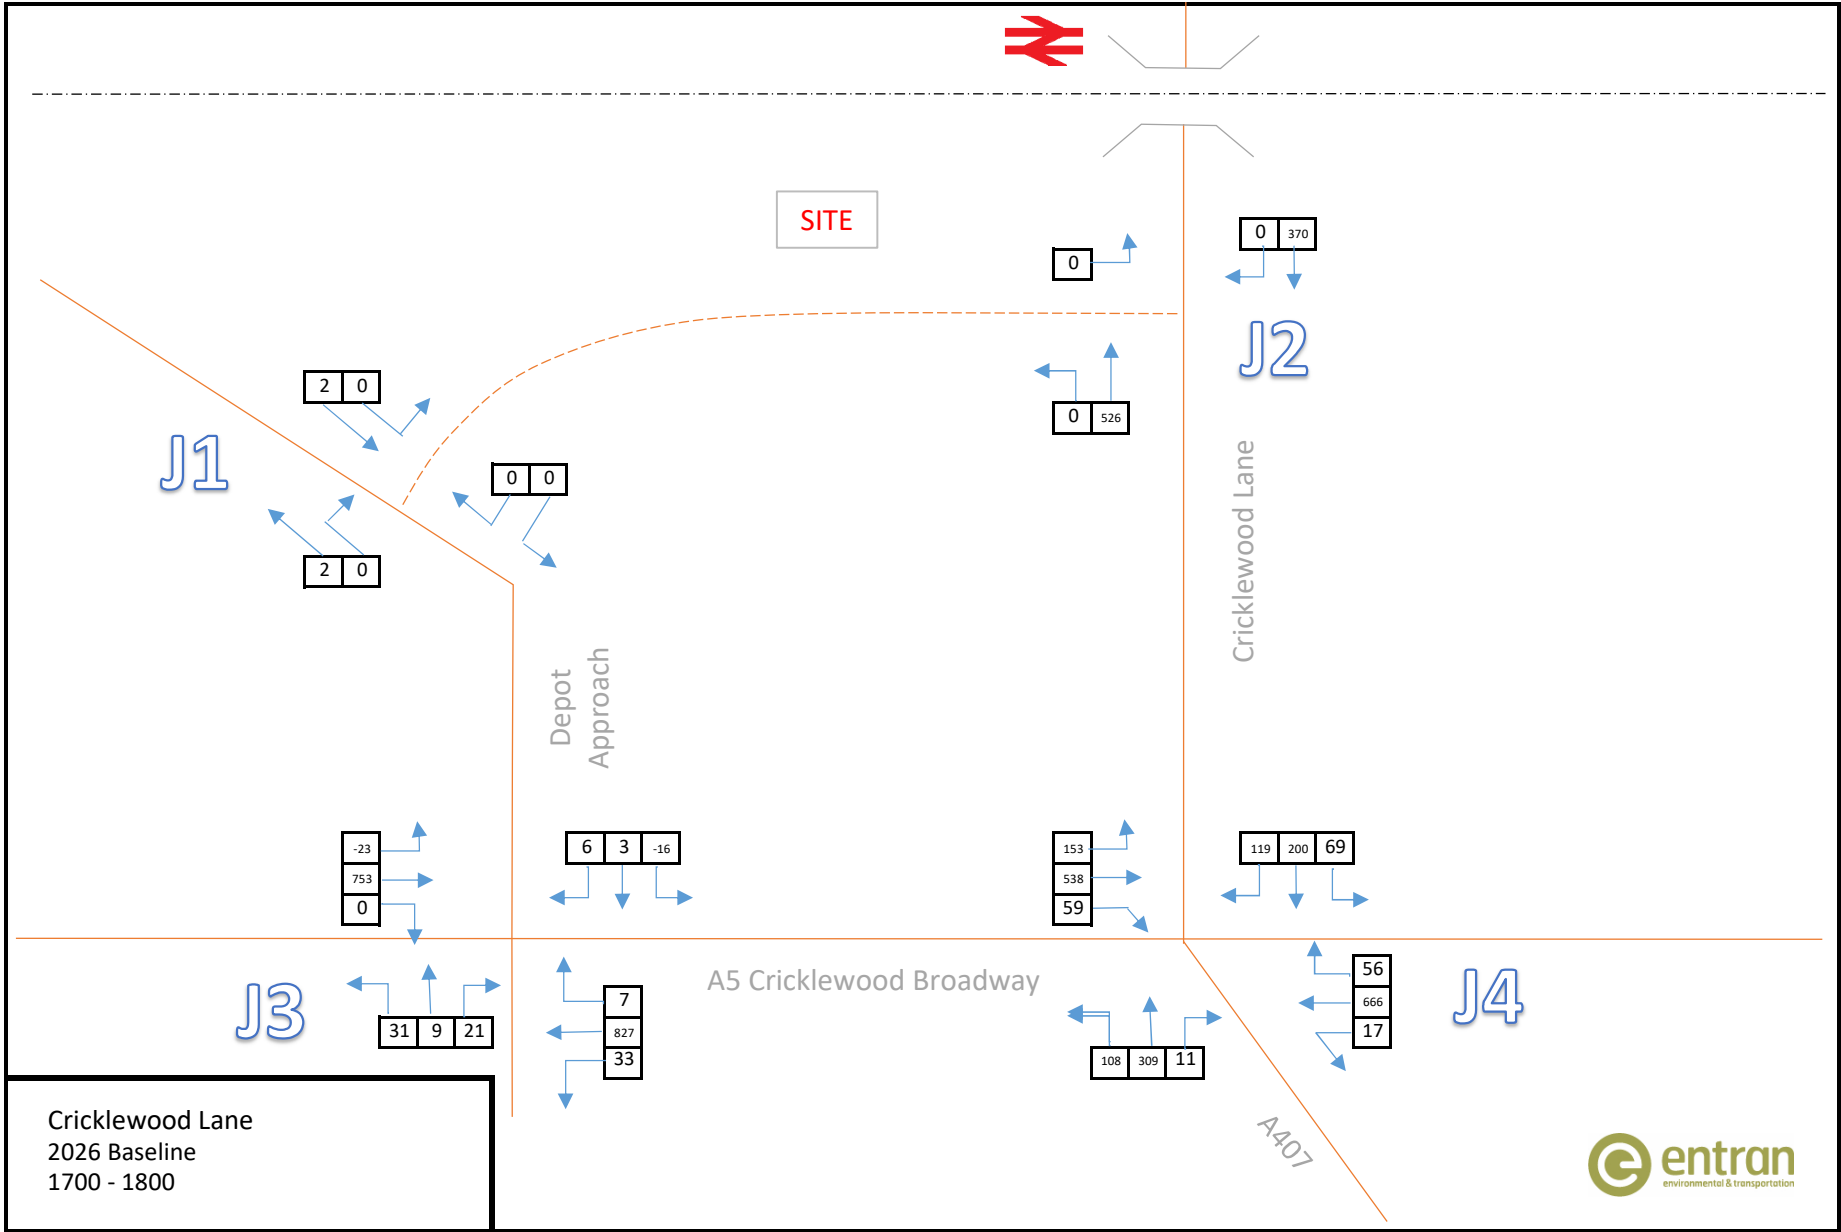 SITE
0
0 370
J2
0 526
2 0
J1
0 0
2 0
Cricklewood Lane
Depot
Approach
-23
753
0
6 3 -16
153
538
59
119 200 69
A5 Cricklewood Broadway
J3
31 9 21
7
827
33
108 309 11
56
666
17
J4
A407
Cricklewood Lane
2026 Baseline
1700 - 1800
e entran
environmental & transportation